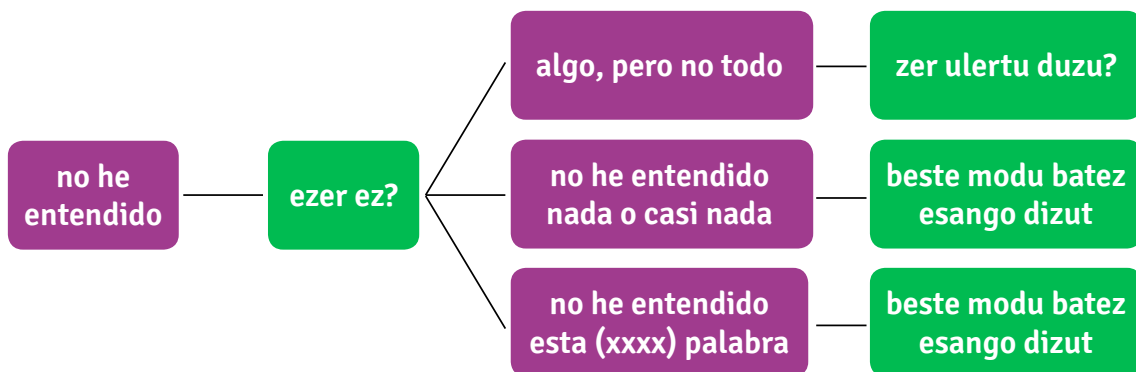 no he
entendido
ezer ez?
algo, pero no todo
zer ulertu duzu?
no he entendido
nada o casi nada
beste modu batez
esango dizut
no he entendido
esta (xxxx) palabra
beste modu batez
esango dizut